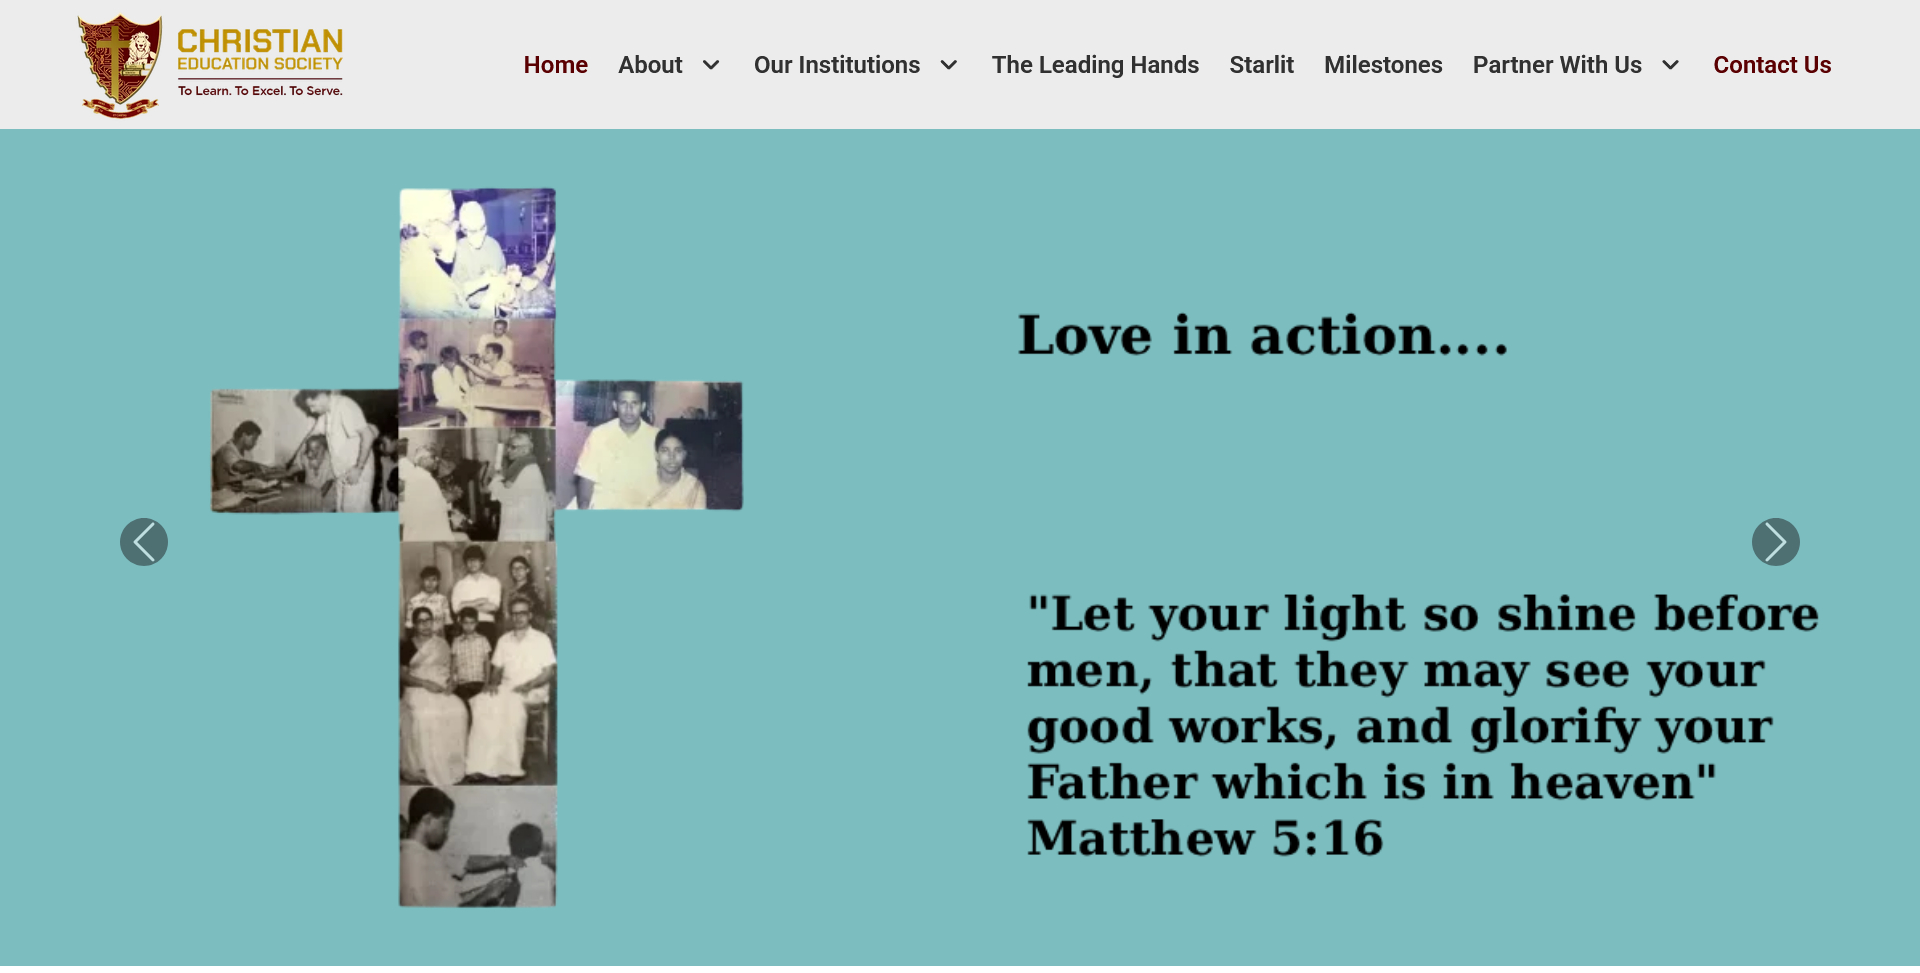 CHRISTIAN
EDUCATION SOCIETY
To Learn. To Excel. To Serve.
Home About Our Institutions The Leading Hands Starlit Milestones Partner With Us Contact Us
Love in action....
"Let your light so shine before
men, that they may see your
good works, and glorify your
Father which is in heaven"
Matthew 5:16